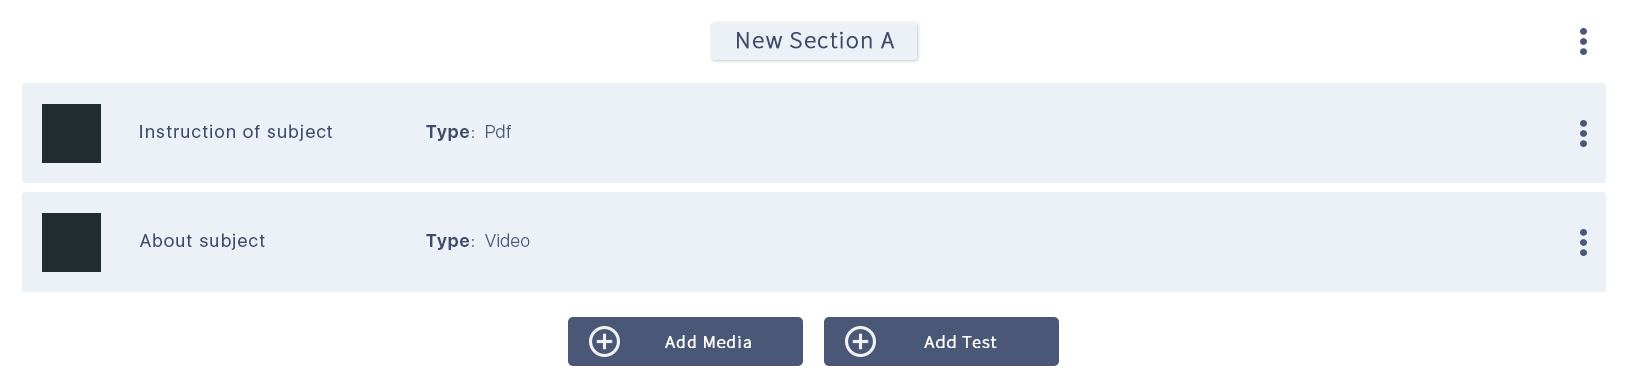 New Section A
Instruction of subject Type: Pdf
About subject Type: Video
Add Media Add Test